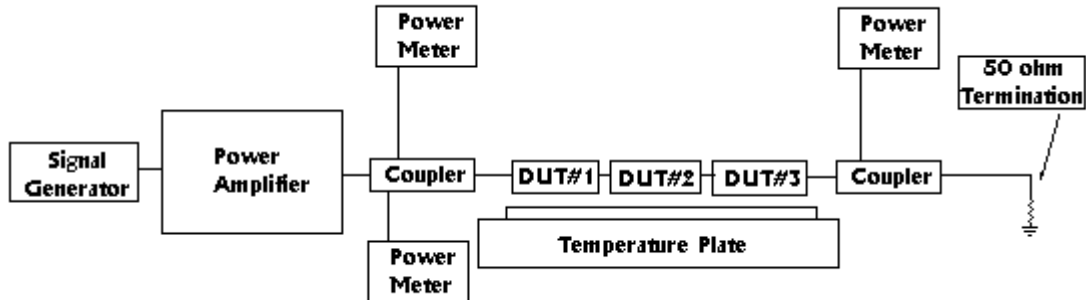 Power
Meter
Power
Meter
50 ohm
Termination
Signal
Generator
Power
Amplifier
Coupler
DUT#1
DUT#2
DUT#3
Coupler
Temperature Plate
Power
Meter